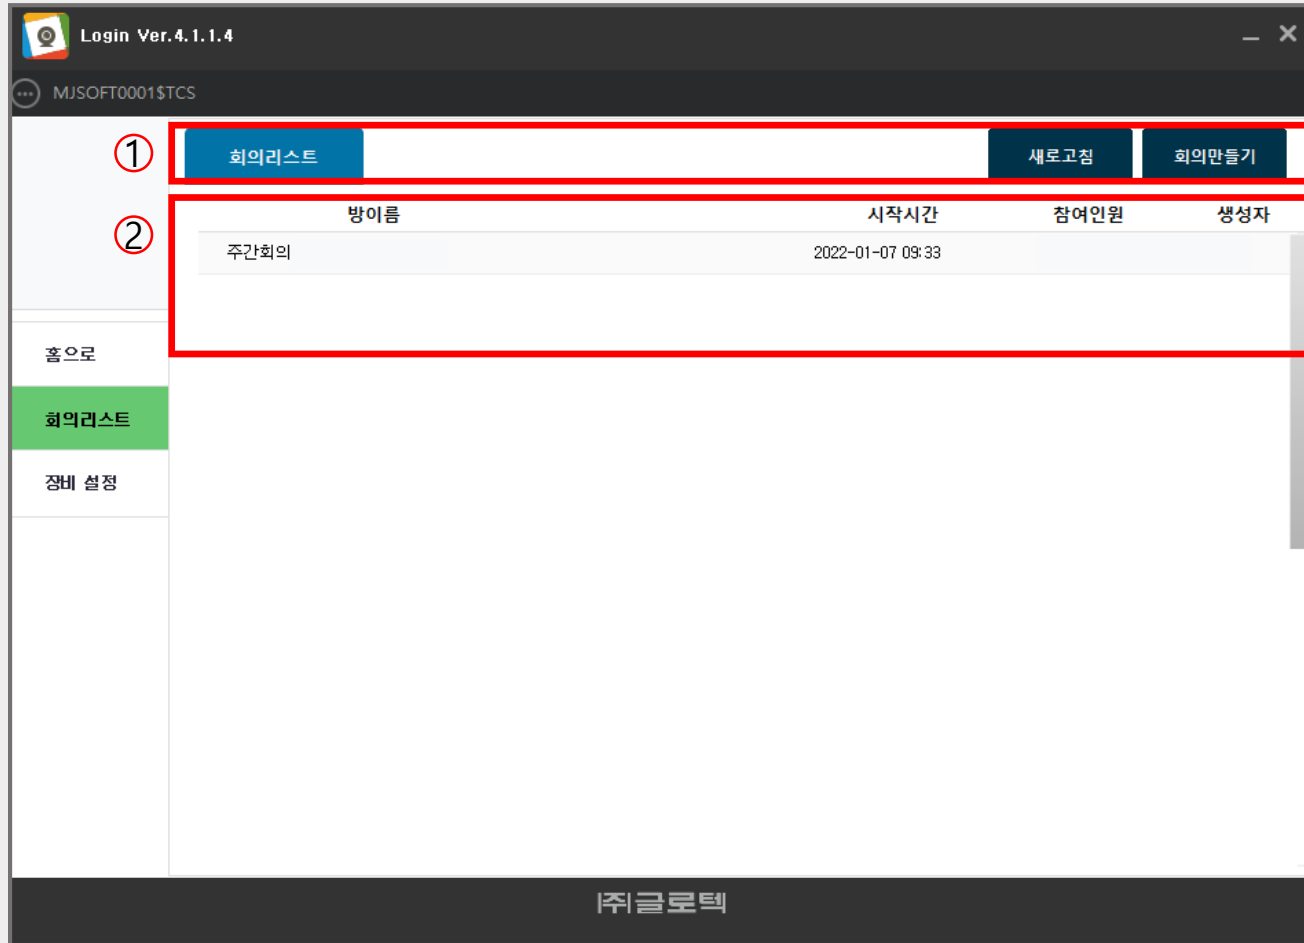 Login Ver.4.1.1.4
MJSOFT0001$TCS
① 회의리스트 새로고침 회의만들기
② 방이름 시작시간 참여인원 생성자
주간회의 2022-01-07 09:33
홈으로
회의리스트
장비 설정
㈜글로텍